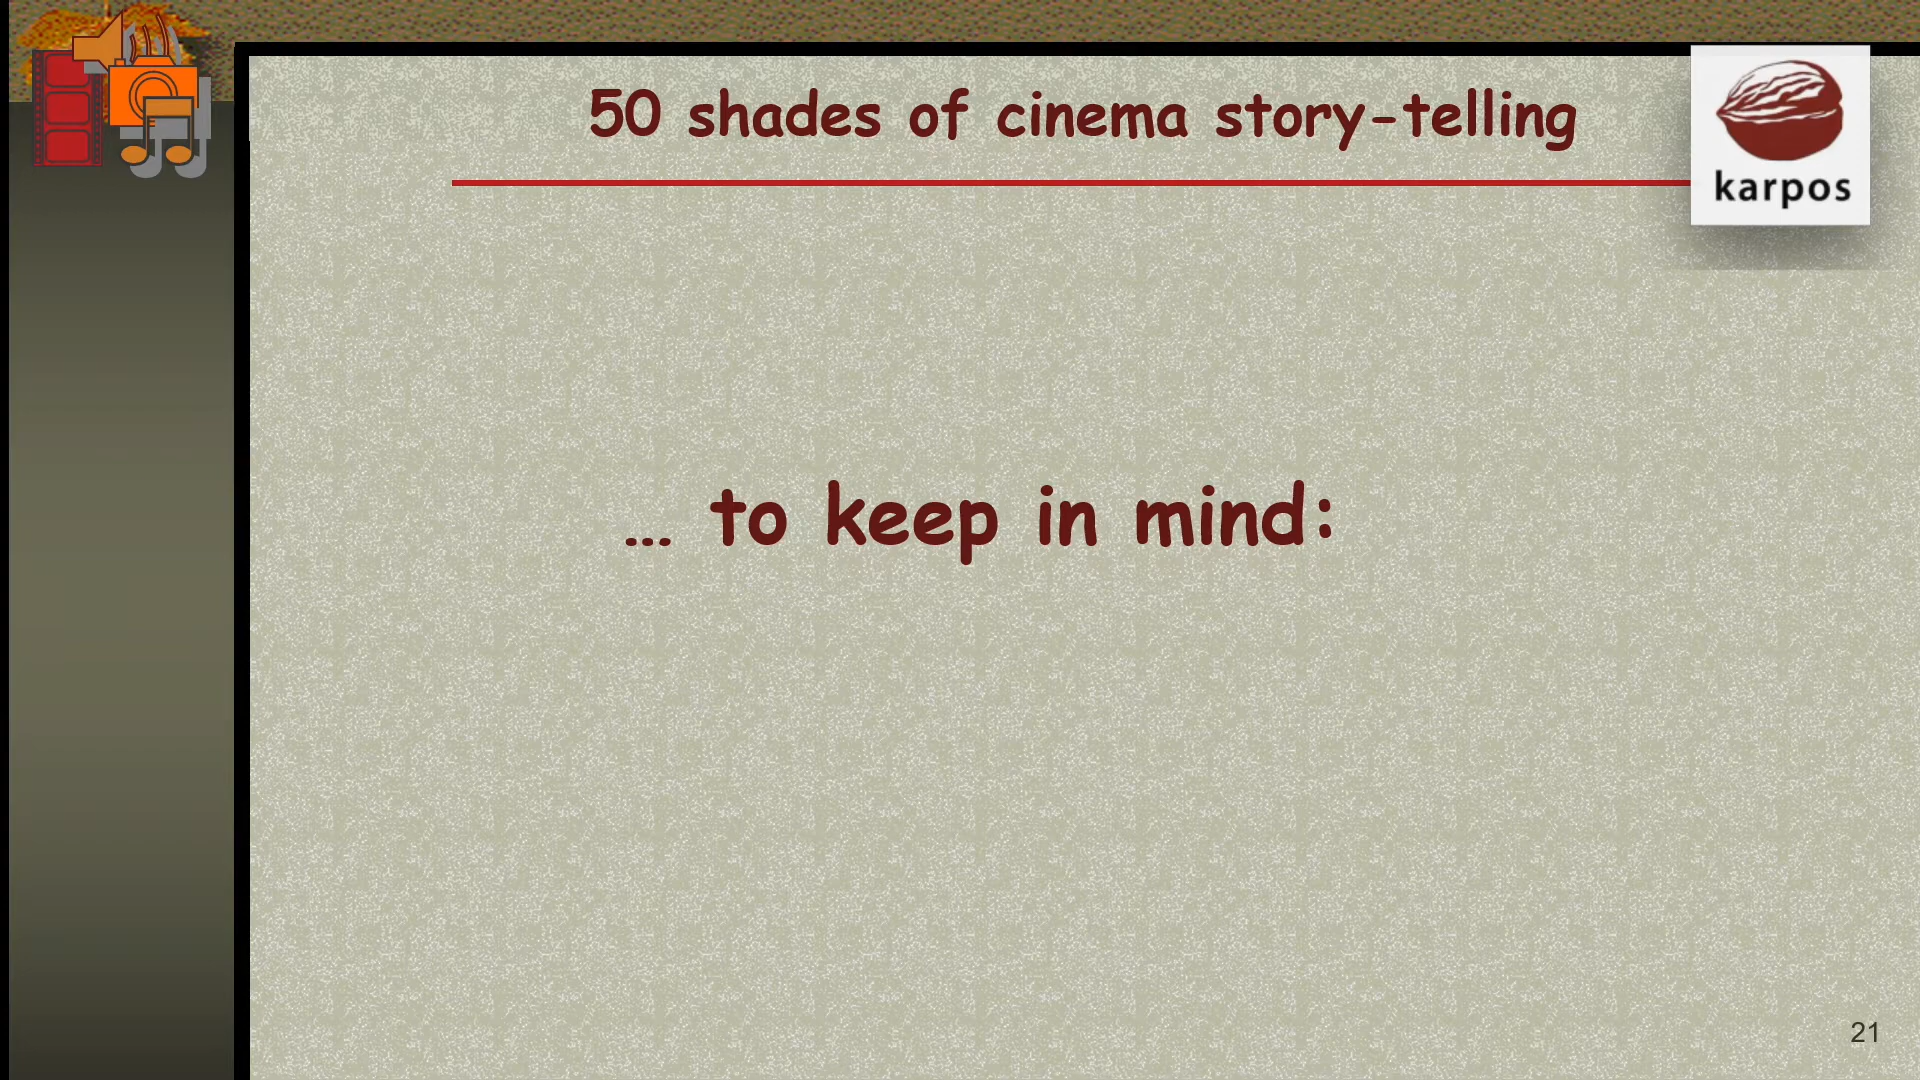 50 shades of cinema story-telling
karpos
… to keep in mind:
21